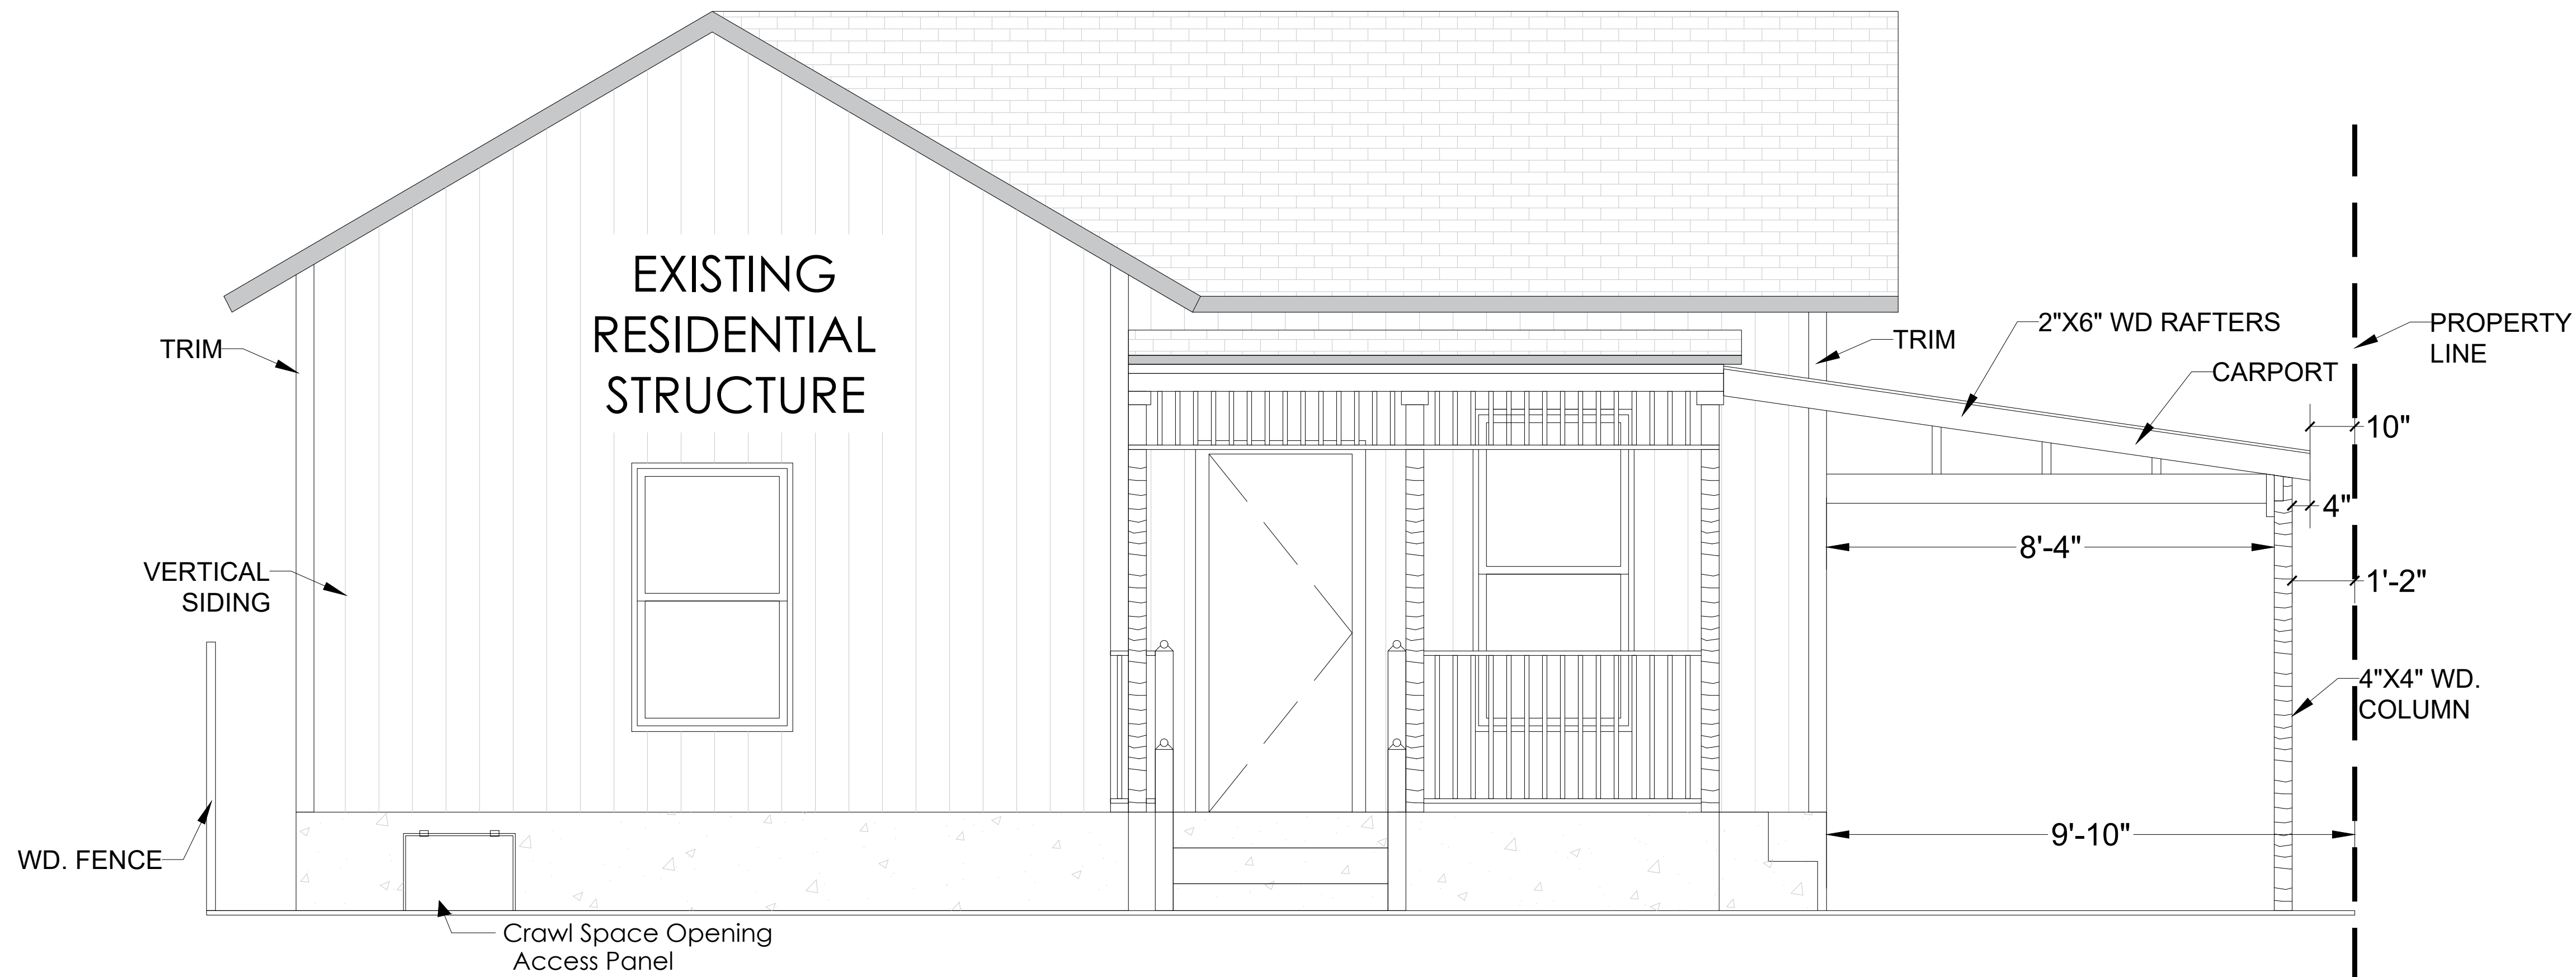 EXISTING
RESIDENTIAL
STRUCTURE
TRIM
VERTICAL
SIDING
WD. FENCE
Crawl Space Opening
Access Panel
TRIM
2"X6" WD RAFTERS
CARPORT
PROPERTY
LINE
10"
4"
8'-4"
1'-2"
4"X4" WD.
COLUMN
9'-10"